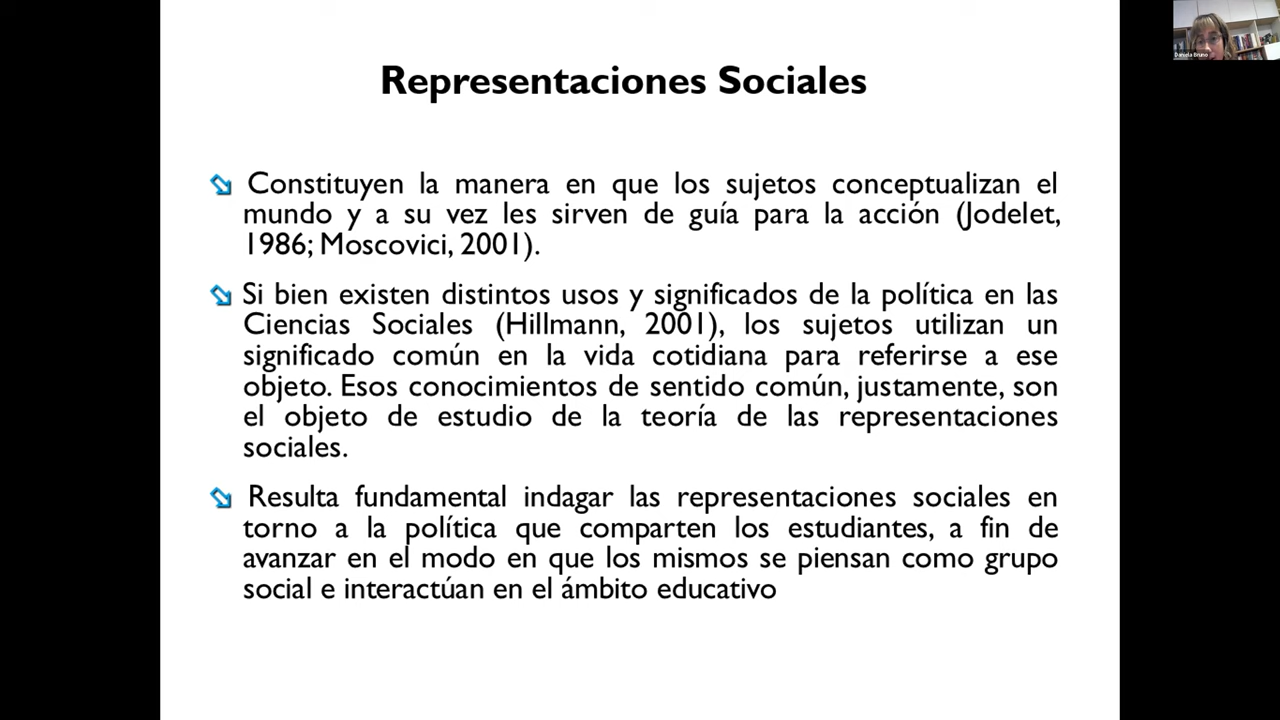 Representaciones Sociales
Constituyen la manera en que los sujetos conceptualizan el
mundo y a su vez les sirven de guía para la acción (Jodelet,
1986; Moscovici, 2001).
Si bien existen distintos usos y significados de la política en las
Ciencias Sociales (Hillmann, 2001), los sujetos utilizan un
significado común en la vida cotidiana para referirse a ese
objeto. Esos conocimientos de sentido común, justamente, son
el objeto de estudio de la teoría de las representaciones
sociales.
Resulta fundamental indagar las representaciones sociales en
torno a la política que comparten los estudiantes, a fin de
avanzar en el modo en que los mismos se piensan como grupo
social e interactúan en el ámbito educativo
Daniela Bruno